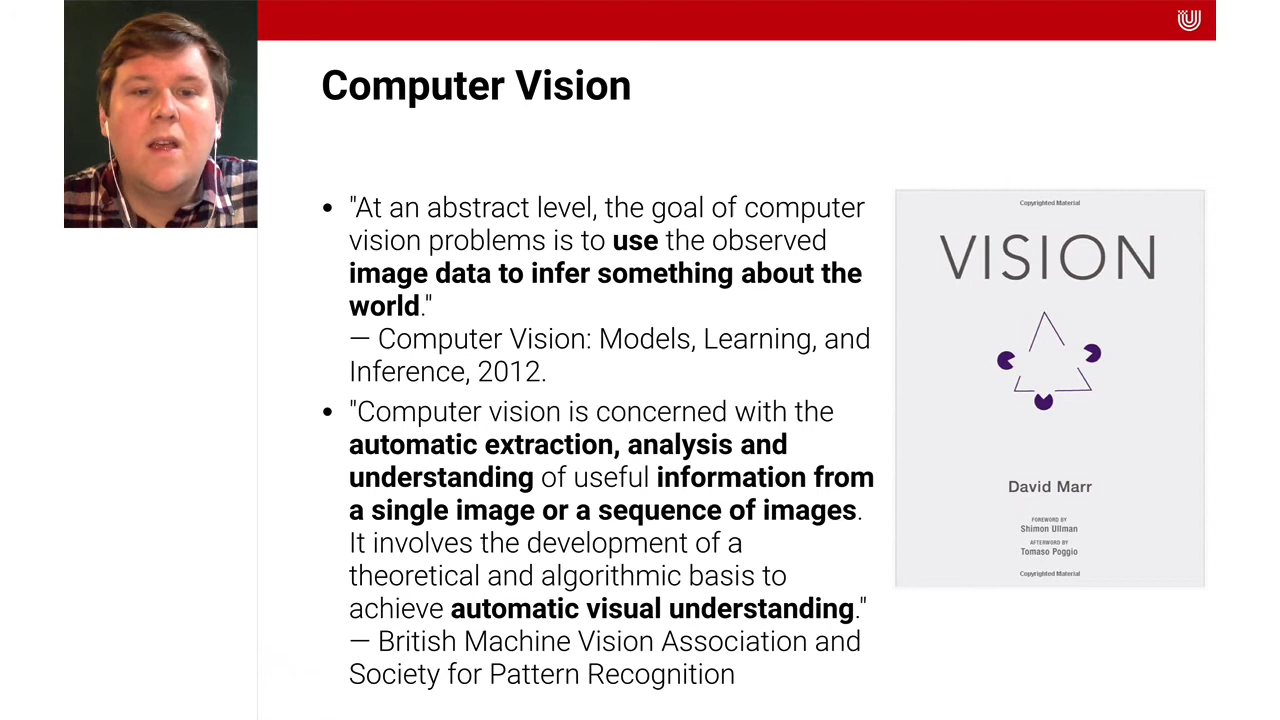 Computer Vision
• "At an abstract level, the goal of computer
vision problems is to use the observed
image data to infer something about the
world."
— Computer Vision: Models, Learning, and
Inference, 2012.
• "Computer vision is concerned with the
automatic extraction, analysis and
understanding of useful information from
a single image or a sequence of images.
It involves the development of a
theoretical and algorithmic basis to
achieve automatic visual understanding."
— British Machine Vision Association and
Society for Pattern Recognition
Copyrighted Material
VISION
David Marr
FOREWORD BY
Shimon Ullman
AFTERWORD BY
Tomaso Poggio
Copyrighted Material